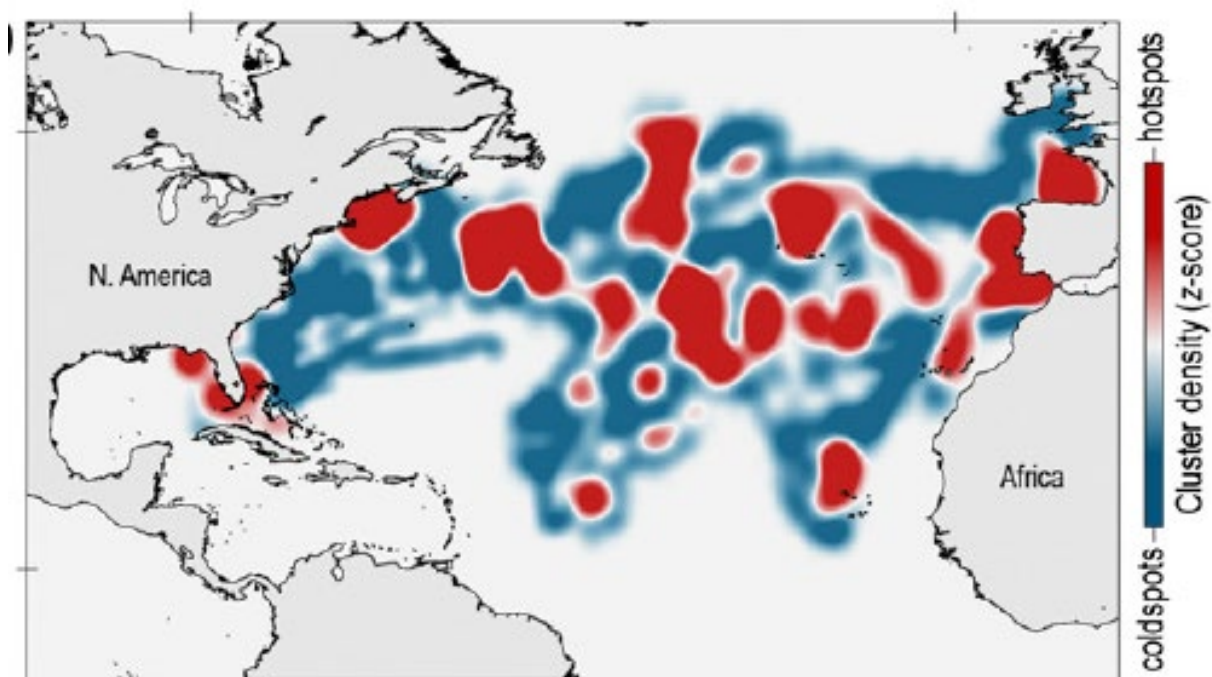 N. America
Africa
hotspots
Cluster density (z-score)
coldspots